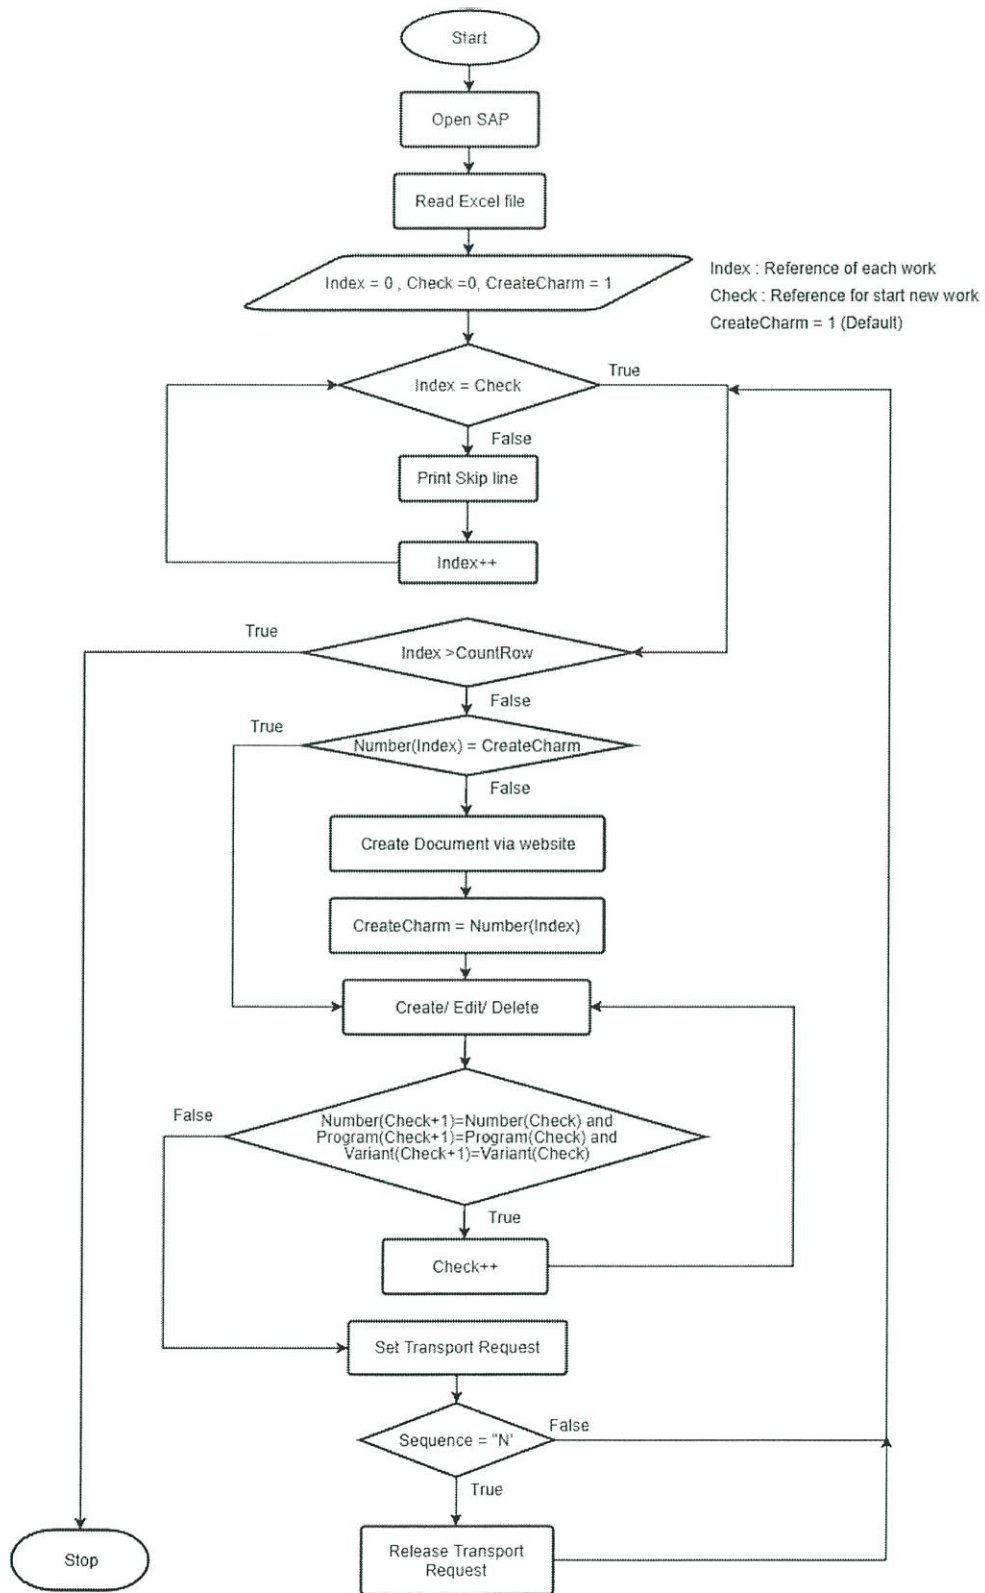 Start
Open SAP
Read Excel file
Index = 0 , Check =0, CreateCharm = 1
Index : Reference of each work
Check : Reference for start new work
CreateCharm = 1 (Default)
Index = Check
True
False
Print Skip line
Index++
True
Index >CountRow
False
True
Number(Index) = CreateCharm
False
Create Document via website
CreateCharm = Number(Index)
Create/ Edit/ Delete
False
Number(Check+1)=Number(Check) and
Program(Check+1)=Program(Check) and
Variant(Check+1)=Variant(Check)
True
Check++
Set Transport Request
Sequence = "N'
False
True
Release Transport
Request
Stop